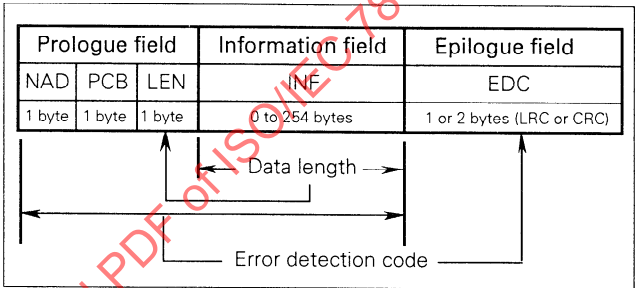 Prologue field Information field Epilogue field
NAD PCB LEN INF EDC
1 byte 1 byte 1 byte 0 to 254 bytes 1 or 2 bytes (LRC or CRC)
Data length
Error detection code
PDF of ISO/IEC 78